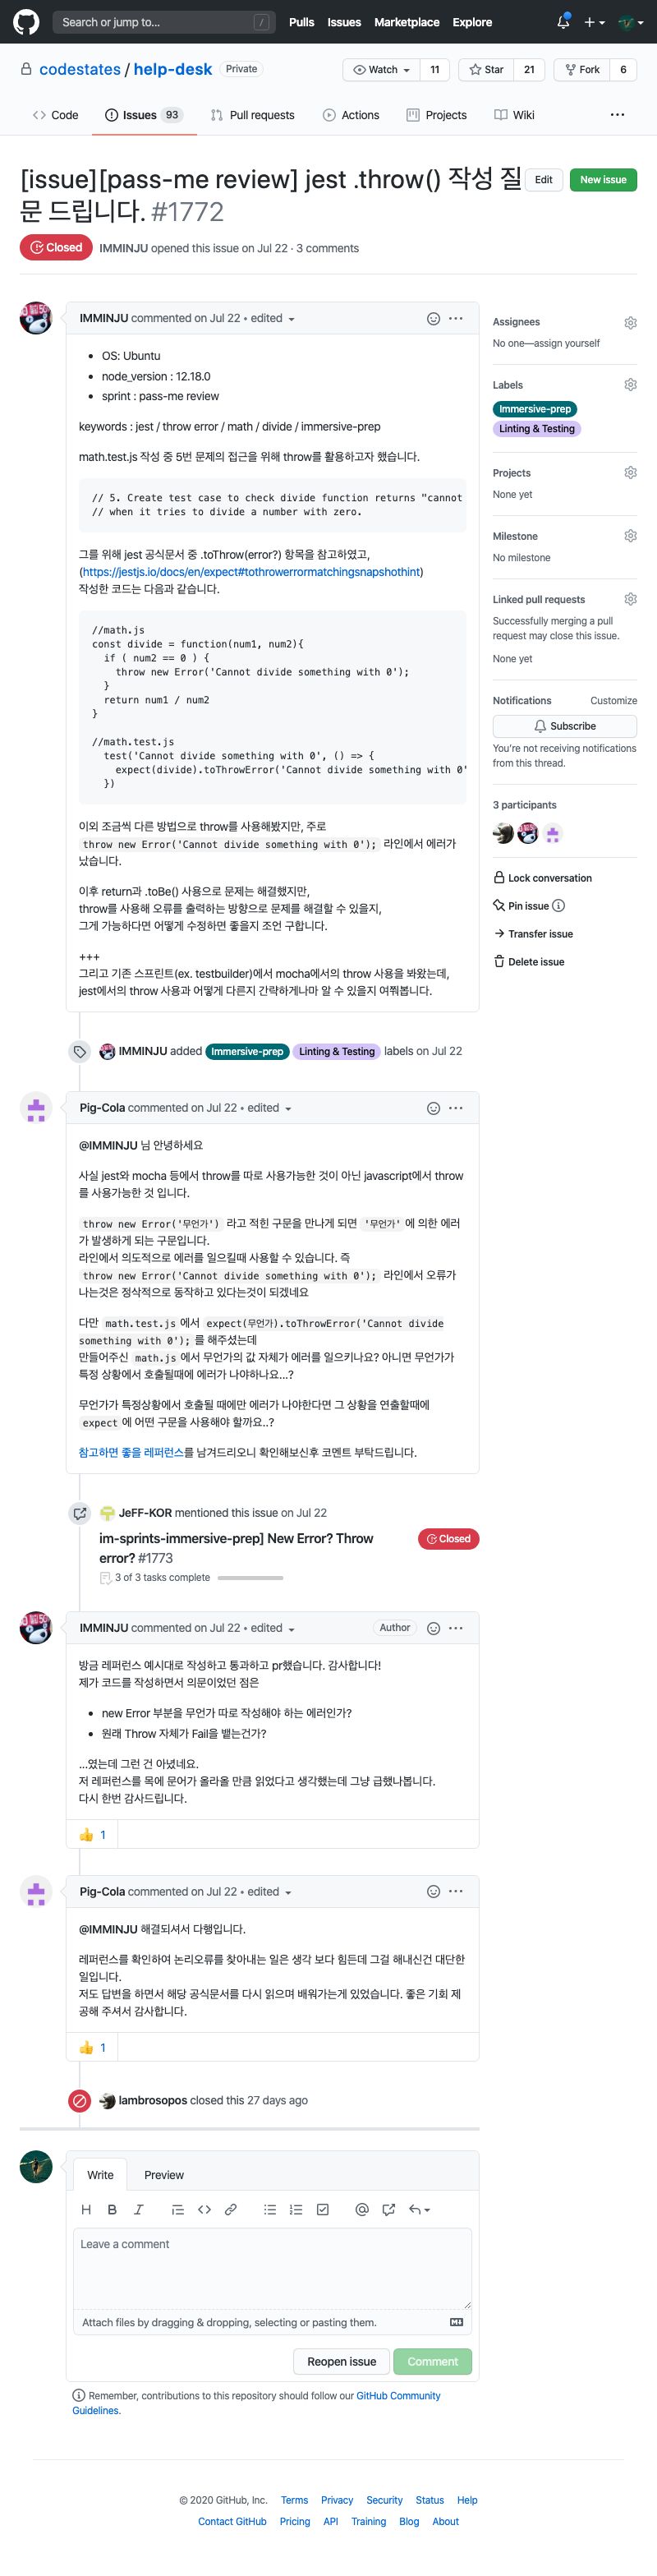 Search or jump to...
/
Pulls Issues Marketplace Explore
codestates / help-desk Private
Watch 11 Star 21 Fork 6
Code Issues 93 Pull requests Actions Projects Wiki
[issue][pass-me review] jest .throw() 작성 질
문 드립니다. #1772
Edit New issue
Closed IMMINJU opened this issue on Jul 22 · 3 comments
IMMINJU commented on Jul 22 • edited
OS: Ubuntu
node_version : 12.18.0
sprint : pass-me review
keywords : jest / throw error / math / divide / immersive-prep
math.test.js 작성 중 5번 문제의 접근을 위해 throw를 활용하고자 했습니다.
// 5. Create test case to check divide function returns "cannot
// when it tries to divide a number with zero.
그를 위해 jest 공식문서 중 .toThrow(error?) 항목을 참고하였고,
(https://jestjs.io/docs/en/expect#tothrowerrormatchingsnapshothint)
작성한 코드는 다음과 같습니다.
//math.js
const divide = function(num1, num2){
if ( num2 == 0 ) {
throw new Error('Cannot divide something with 0');
}
return num1 / num2
}
//math.test.js
test('Cannot divide something with 0', () => {
expect(divide).toThrowError('Cannot divide something with 0'
})
이외 조금씩 다른 방법으로 throw를 사용해봤지만, 주로
throw new Error('Cannot divide something with 0'); 라인에서 에러가
났습니다.
이후 return과 .toBe() 사용으로 문제는 해결했지만,
throw를 사용해 오류를 출력하는 방향으로 문제를 해결할 수 있을지,
그게 가능하다면 어떻게 수정하면 좋을지 조언 구합니다.
+++
그리고 기존 스프린트(ex. testbuilder)에서 mocha에서의 throw 사용을 봐왔는데,
jest에서의 throw 사용과 어떻게 다른지 간략하게나마 알 수 있을지 여쭤봅니다.
Assignees
No one—assign yourself
Labels
Immersive-prep
Linting & Testing
Projects
None yet
Milestone
No milestone
Linked pull requests
Successfully merging a pull
request may close this issue.
None yet
Notifications Customize
Subscribe
You're not receiving notifications
from this thread.
3 participants
Lock conversation
Pin issue
Transfer issue
Delete issue
IMMINJU added Immersive-prep Linting & Testing labels on Jul 22
Pig-Cola commented on Jul 22 • edited
@IMMINJU 님 안녕하세요
사실 jest와 mocha 등에서 throw를 따로 사용가능한 것이 아닌 javascript에서 throw
를 사용가능한 것 입니다.
throw new Error('무언가') 라고 적힌 구문을 만나게 되면 '무언가' 에 의한 에러
가 발생하게 되는 구문입니다.
라인에서 의도적으로 에러를 일으킬때 사용할 수 있습니다. 즉
throw new Error('Cannot divide something with 0'); 라인에서 오류가
나는것은 정삭적으로 동작하고 있다는것이 되겠네요
다만 math.test.js 에서 expect(무언가).toThrowError('Cannot divide
something with 0'); 를 해주셨는데
만들어주신 math.js 에서 무언가의 값 자체가 에러를 일으키나요? 아니면 무언가가
특정 상황에서 호출될때에 에러가 나야하나요...?
무언가가 특정상황에서 호출될 때에만 에러가 나야한다면 그 상황을 연출할때에
expect 에 어떤 구문을 사용해야 할까요..?
참고하면 좋을 레퍼런스를 남겨드리오니 확인해보신후 코멘트 부탁드립니다.
JeFF-KOR mentioned this issue on Jul 22
im-sprints-immersive-prep] New Error? Throw
error? #1773
Closed
3 of 3 tasks complete
IMMINJU commented on Jul 22 • edited Author
방금 레퍼런스 예시대로 작성하고 통과하고 pr했습니다. 감사합니다!
제가 코드를 작성하면서 의문이었던 점은
new Error 부분을 무언가 따로 작성해야 하는 에러인가?
원래 Throw 자체가 Fail을 뱉는건가?
...였는데 그런 건 아녔네요.
저 레퍼런스를 목에 문어가 올라올 만큼 읽었다고 생각했는데 그냥 급했나봅니다.
다시 한번 감사드립니다.
1
Pig-Cola commented on Jul 22 • edited
@IMMINJU 해결되셔서 다행입니다.
레퍼런스를 확인하여 논리오류를 찾아내는 일은 생각 보다 힘든데 그걸 해내신건 대단한
일입니다.
저도 답변을 하면서 해당 공식문서를 다시 읽으며 배워가는게 있었습니다. 좋은 기회 제
공해 주셔서 감사합니다.
1
lambrosopos closed this 27 days ago
Write Preview
Leave a comment
Attach files by dragging & dropping, selecting or pasting them.
Reopen issue Comment
Remember, contributions to this repository should follow our GitHub Community
Guidelines.
© 2020 GitHub, Inc. Terms Privacy Security Status Help
Contact GitHub Pricing API Training Blog About